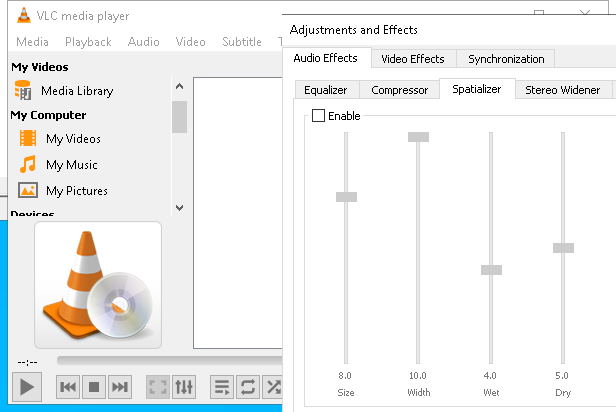 VLC media player
Media Playback Audio Video Subtitle
My Videos
Media Library
My Computer
My Videos
My Music
My Pictures
Devices
--:--
Adjustments and Effects
Audio Effects Video Effects Synchronization
Equalizer Compressor Spatializer Stereo Widener
Enable
8.0 10.0 4.0 5.0
Size Width Wet Dry